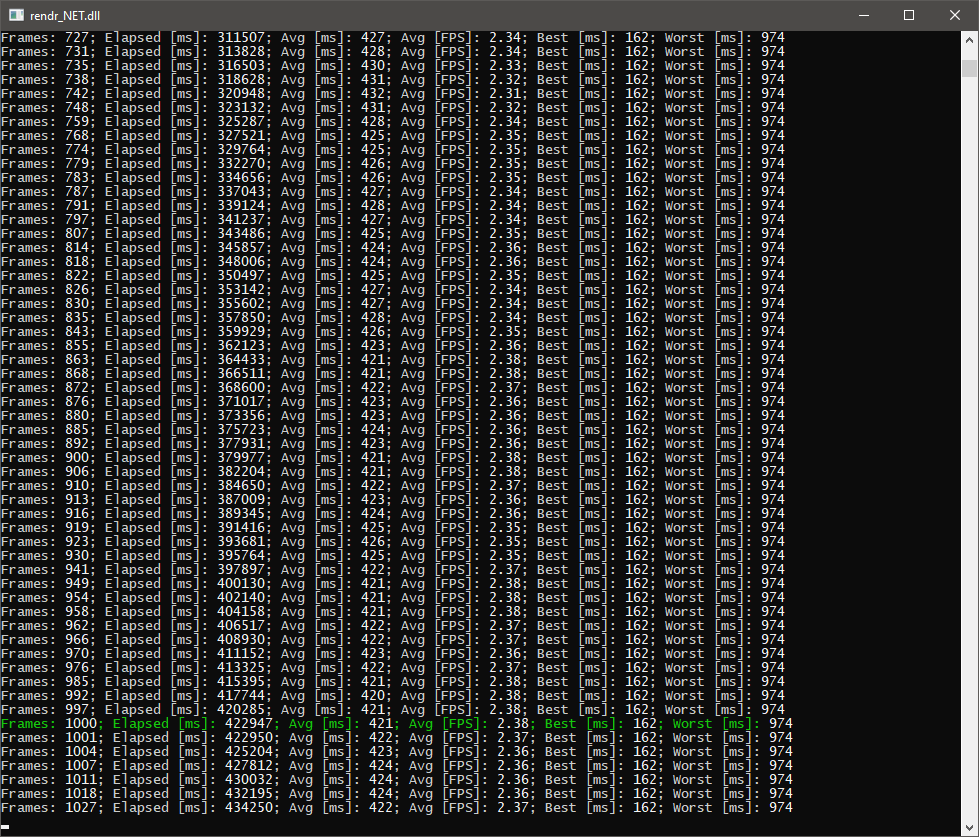 rendr_NET.dll
Frames: 727; Elapsed [ms]: 311507; Avg [ms]: 427; Avg [FPS]: 2.34; Best [ms]: 162; Worst [ms]: 974
Frames: 731; Elapsed [ms]: 313828; Avg [ms]: 428; Avg [FPS]: 2.34; Best [ms]: 162; Worst [ms]: 974
Frames: 735; Elapsed [ms]: 316503; Avg [ms]: 430; Avg [FPS]: 2.33; Best [ms]: 162; Worst [ms]: 974
Frames: 738; Elapsed [ms]: 318628; Avg [ms]: 431; Avg [FPS]: 2.32; Best [ms]: 162; Worst [ms]: 974
Frames: 742; Elapsed [ms]: 320948; Avg [ms]: 432; Avg [FPS]: 2.31; Best [ms]: 162; Worst [ms]: 974
Frames: 748; Elapsed [ms]: 323132; Avg [ms]: 431; Avg [FPS]: 2.32; Best [ms]: 162; Worst [ms]: 974
Frames: 759; Elapsed [ms]: 325287; Avg [ms]: 428; Avg [FPS]: 2.34; Best [ms]: 162; Worst [ms]: 974
Frames: 768; Elapsed [ms]: 327521; Avg [ms]: 425; Avg [FPS]: 2.35; Best [ms]: 162; Worst [ms]: 974
Frames: 774; Elapsed [ms]: 329764; Avg [ms]: 425; Avg [FPS]: 2.35; Best [ms]: 162; Worst [ms]: 974
Frames: 779; Elapsed [ms]: 332270; Avg [ms]: 426; Avg [FPS]: 2.35; Best [ms]: 162; Worst [ms]: 974
Frames: 783; Elapsed [ms]: 334656; Avg [ms]: 426; Avg [FPS]: 2.35; Best [ms]: 162; Worst [ms]: 974
Frames: 787; Elapsed [ms]: 337043; Avg [ms]: 427; Avg [FPS]: 2.34; Best [ms]: 162; Worst [ms]: 974
Frames: 791; Elapsed [ms]: 339124; Avg [ms]: 428; Avg [FPS]: 2.34; Best [ms]: 162; Worst [ms]: 974
Frames: 797; Elapsed [ms]: 341237; Avg [ms]: 427; Avg [FPS]: 2.34; Best [ms]: 162; Worst [ms]: 974
Frames: 807; Elapsed [ms]: 343486; Avg [ms]: 425; Avg [FPS]: 2.35; Best [ms]: 162; Worst [ms]: 974
Frames: 814; Elapsed [ms]: 345857; Avg [ms]: 424; Avg [FPS]: 2.36; Best [ms]: 162; Worst [ms]: 974
Frames: 818; Elapsed [ms]: 348006; Avg [ms]: 424; Avg [FPS]: 2.36; Best [ms]: 162; Worst [ms]: 974
Frames: 822; Elapsed [ms]: 350497; Avg [ms]: 425; Avg [FPS]: 2.35; Best [ms]: 162; Worst [ms]: 974
Frames: 826; Elapsed [ms]: 353142; Avg [ms]: 427; Avg [FPS]: 2.34; Best [ms]: 162; Worst [ms]: 974
Frames: 830; Elapsed [ms]: 355602; Avg [ms]: 427; Avg [FPS]: 2.34; Best [ms]: 162; Worst [ms]: 974
Frames: 835; Elapsed [ms]: 357850; Avg [ms]: 428; Avg [FPS]: 2.34; Best [ms]: 162; Worst [ms]: 974
Frames: 843; Elapsed [ms]: 359929; Avg [ms]: 426; Avg [FPS]: 2.35; Best [ms]: 162; Worst [ms]: 974
Frames: 855; Elapsed [ms]: 362123; Avg [ms]: 423; Avg [FPS]: 2.36; Best [ms]: 162; Worst [ms]: 974
Frames: 863; Elapsed [ms]: 364433; Avg [ms]: 421; Avg [FPS]: 2.38; Best [ms]: 162; Worst [ms]: 974
Frames: 868; Elapsed [ms]: 366511; Avg [ms]: 421; Avg [FPS]: 2.38; Best [ms]: 162; Worst [ms]: 974
Frames: 872; Elapsed [ms]: 368600; Avg [ms]: 422; Avg [FPS]: 2.37; Best [ms]: 162; Worst [ms]: 974
Frames: 876; Elapsed [ms]: 371017; Avg [ms]: 423; Avg [FPS]: 2.36; Best [ms]: 162; Worst [ms]: 974
Frames: 880; Elapsed [ms]: 373356; Avg [ms]: 423; Avg [FPS]: 2.36; Best [ms]: 162; Worst [ms]: 974
Frames: 885; Elapsed [ms]: 375723; Avg [ms]: 424; Avg [FPS]: 2.36; Best [ms]: 162; Worst [ms]: 974
Frames: 892; Elapsed [ms]: 377931; Avg [ms]: 423; Avg [FPS]: 2.36; Best [ms]: 162; Worst [ms]: 974
Frames: 900; Elapsed [ms]: 379977; Avg [ms]: 421; Avg [FPS]: 2.38; Best [ms]: 162; Worst [ms]: 974
Frames: 906; Elapsed [ms]: 382204; Avg [ms]: 421; Avg [FPS]: 2.38; Best [ms]: 162; Worst [ms]: 974
Frames: 910; Elapsed [ms]: 384650; Avg [ms]: 422; Avg [FPS]: 2.37; Best [ms]: 162; Worst [ms]: 974
Frames: 913; Elapsed [ms]: 387009; Avg [ms]: 423; Avg [FPS]: 2.36; Best [ms]: 162; Worst [ms]: 974
Frames: 916; Elapsed [ms]: 389345; Avg [ms]: 424; Avg [FPS]: 2.36; Best [ms]: 162; Worst [ms]: 974
Frames: 919; Elapsed [ms]: 391416; Avg [ms]: 425; Avg [FPS]: 2.35; Best [ms]: 162; Worst [ms]: 974
Frames: 923; Elapsed [ms]: 393681; Avg [ms]: 426; Avg [FPS]: 2.35; Best [ms]: 162; Worst [ms]: 974
Frames: 930; Elapsed [ms]: 395764; Avg [ms]: 425; Avg [FPS]: 2.35; Best [ms]: 162; Worst [ms]: 974
Frames: 941; Elapsed [ms]: 397897; Avg [ms]: 422; Avg [FPS]: 2.37; Best [ms]: 162; Worst [ms]: 974
Frames: 949; Elapsed [ms]: 400130; Avg [ms]: 421; Avg [FPS]: 2.38; Best [ms]: 162; Worst [ms]: 974
Frames: 954; Elapsed [ms]: 402140; Avg [ms]: 421; Avg [FPS]: 2.38; Best [ms]: 162; Worst [ms]: 974
Frames: 958; Elapsed [ms]: 404158; Avg [ms]: 421; Avg [FPS]: 2.38; Best [ms]: 162; Worst [ms]: 974
Frames: 962; Elapsed [ms]: 406517; Avg [ms]: 422; Avg [FPS]: 2.37; Best [ms]: 162; Worst [ms]: 974
Frames: 966; Elapsed [ms]: 408930; Avg [ms]: 422; Avg [FPS]: 2.37; Best [ms]: 162; Worst [ms]: 974
Frames: 970; Elapsed [ms]: 411152; Avg [ms]: 423; Avg [FPS]: 2.36; Best [ms]: 162; Worst [ms]: 974
Frames: 976; Elapsed [ms]: 413325; Avg [ms]: 422; Avg [FPS]: 2.37; Best [ms]: 162; Worst [ms]: 974
Frames: 985; Elapsed [ms]: 415395; Avg [ms]: 421; Avg [FPS]: 2.38; Best [ms]: 162; Worst [ms]: 974
Frames: 992; Elapsed [ms]: 417744; Avg [ms]: 420; Avg [FPS]: 2.38; Best [ms]: 162; Worst [ms]: 974
Frames: 997; Elapsed [ms]: 420285; Avg [ms]: 421; Avg [FPS]: 2.38; Best [ms]: 162; Worst [ms]: 974
Frames: 1000; Elapsed [ms]: 422947; Avg [ms]: 421; Avg [FPS]: 2.38; Best [ms]: 162; Worst [ms]: 974
Frames: 1001; Elapsed [ms]: 422950; Avg [ms]: 422; Avg [FPS]: 2.37; Best [ms]: 162; Worst [ms]: 974
Frames: 1004; Elapsed [ms]: 425204; Avg [ms]: 423; Avg [FPS]: 2.36; Best [ms]: 162; Worst [ms]: 974
Frames: 1007; Elapsed [ms]: 427812; Avg [ms]: 424; Avg [FPS]: 2.36; Best [ms]: 162; Worst [ms]: 974
Frames: 1011; Elapsed [ms]: 430032; Avg [ms]: 424; Avg [FPS]: 2.36; Best [ms]: 162; Worst [ms]: 974
Frames: 1018; Elapsed [ms]: 432195; Avg [ms]: 424; Avg [FPS]: 2.36; Best [ms]: 162; Worst [ms]: 974
Frames: 1027; Elapsed [ms]: 434250; Avg [ms]: 422; Avg [FPS]: 2.37; Best [ms]: 162; Worst [ms]: 974